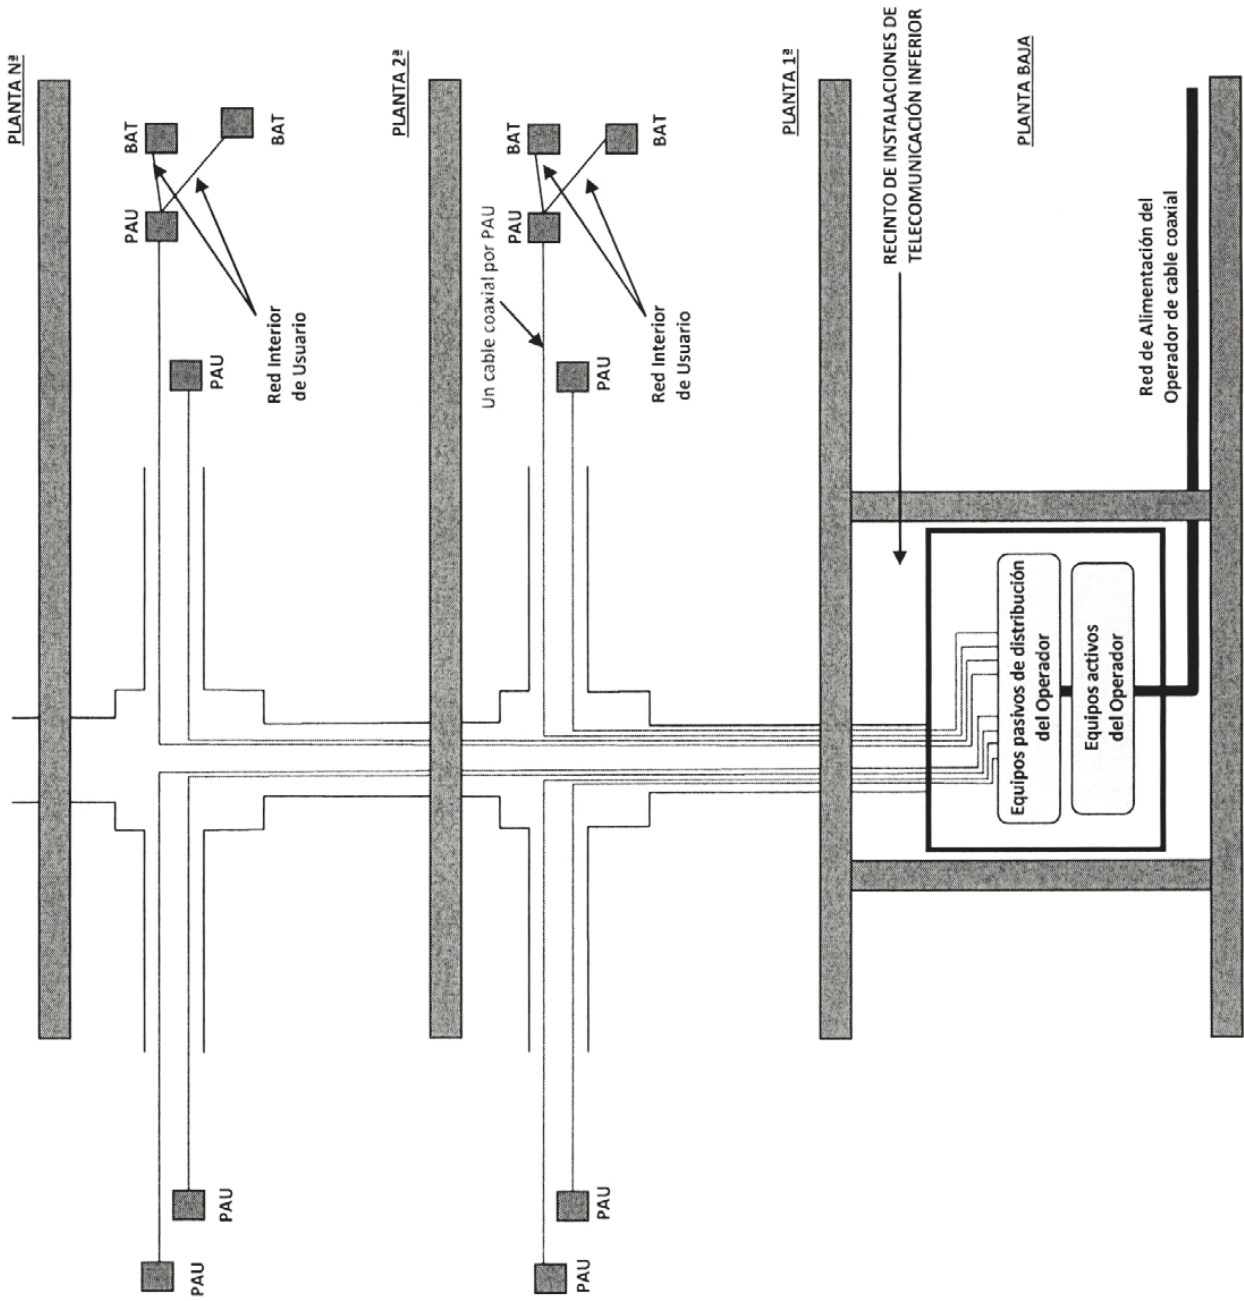 PLANTA Nª
BAT
BAT
PAU
Red Interior
de Usuario
PAU
PAU
PAU
PLANTA 2ª
BAT
BAT
PAU
Un cable coaxial por PAU
Red Interior
de Usuario
PAU
PAU
PAU
PLANTA 1ª
RECINTO DE INSTALACIONES DE
TELECOMUNICACIÓN INFERIOR
PLANTA BAJA
Equipos pasivos de distribución
del Operador
Equipos activos
del Operador
Red de Alimentación del
Operador de cable coaxial